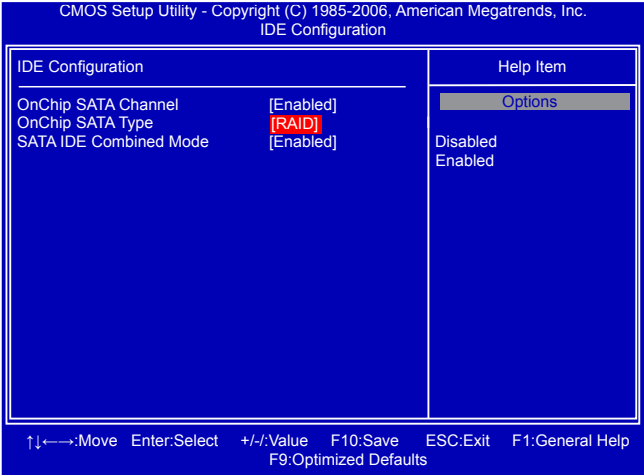 CMOS Setup Utility - Copyright (C) 1985-2006, American Megatrends, Inc.
IDE Configuration
IDE Configuration
Help Item
OnChip SATA Channel [Enabled]
OnChip SATA Type [RAID]
SATA IDE Combined Mode [Enabled]
Options
Disabled
Enabled
↑↓←→:Move Enter:Select +/-/:Value F10:Save ESC:Exit F1:General Help
F9:Optimized Defaults